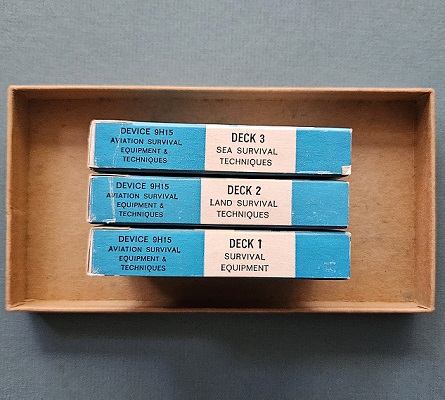 DEVICE 9H15
AVIATION SURVIVAL
EQUIPMENT &
TECHNIQUES
DECK 3
SEA SURVIVAL
TECHNIQUES
DEVICE 9H15
AVIATION SURVIVAL
EQUIPMENT &
TECHNIQUES
DECK 2
LAND SURVIVAL
TECHNIQUES
DEVICE 9H15
AVIATION SURVIVAL
EQUIPMENT &
TECHNIQUES
DECK 1
SURVIVAL
EQUIPMENT